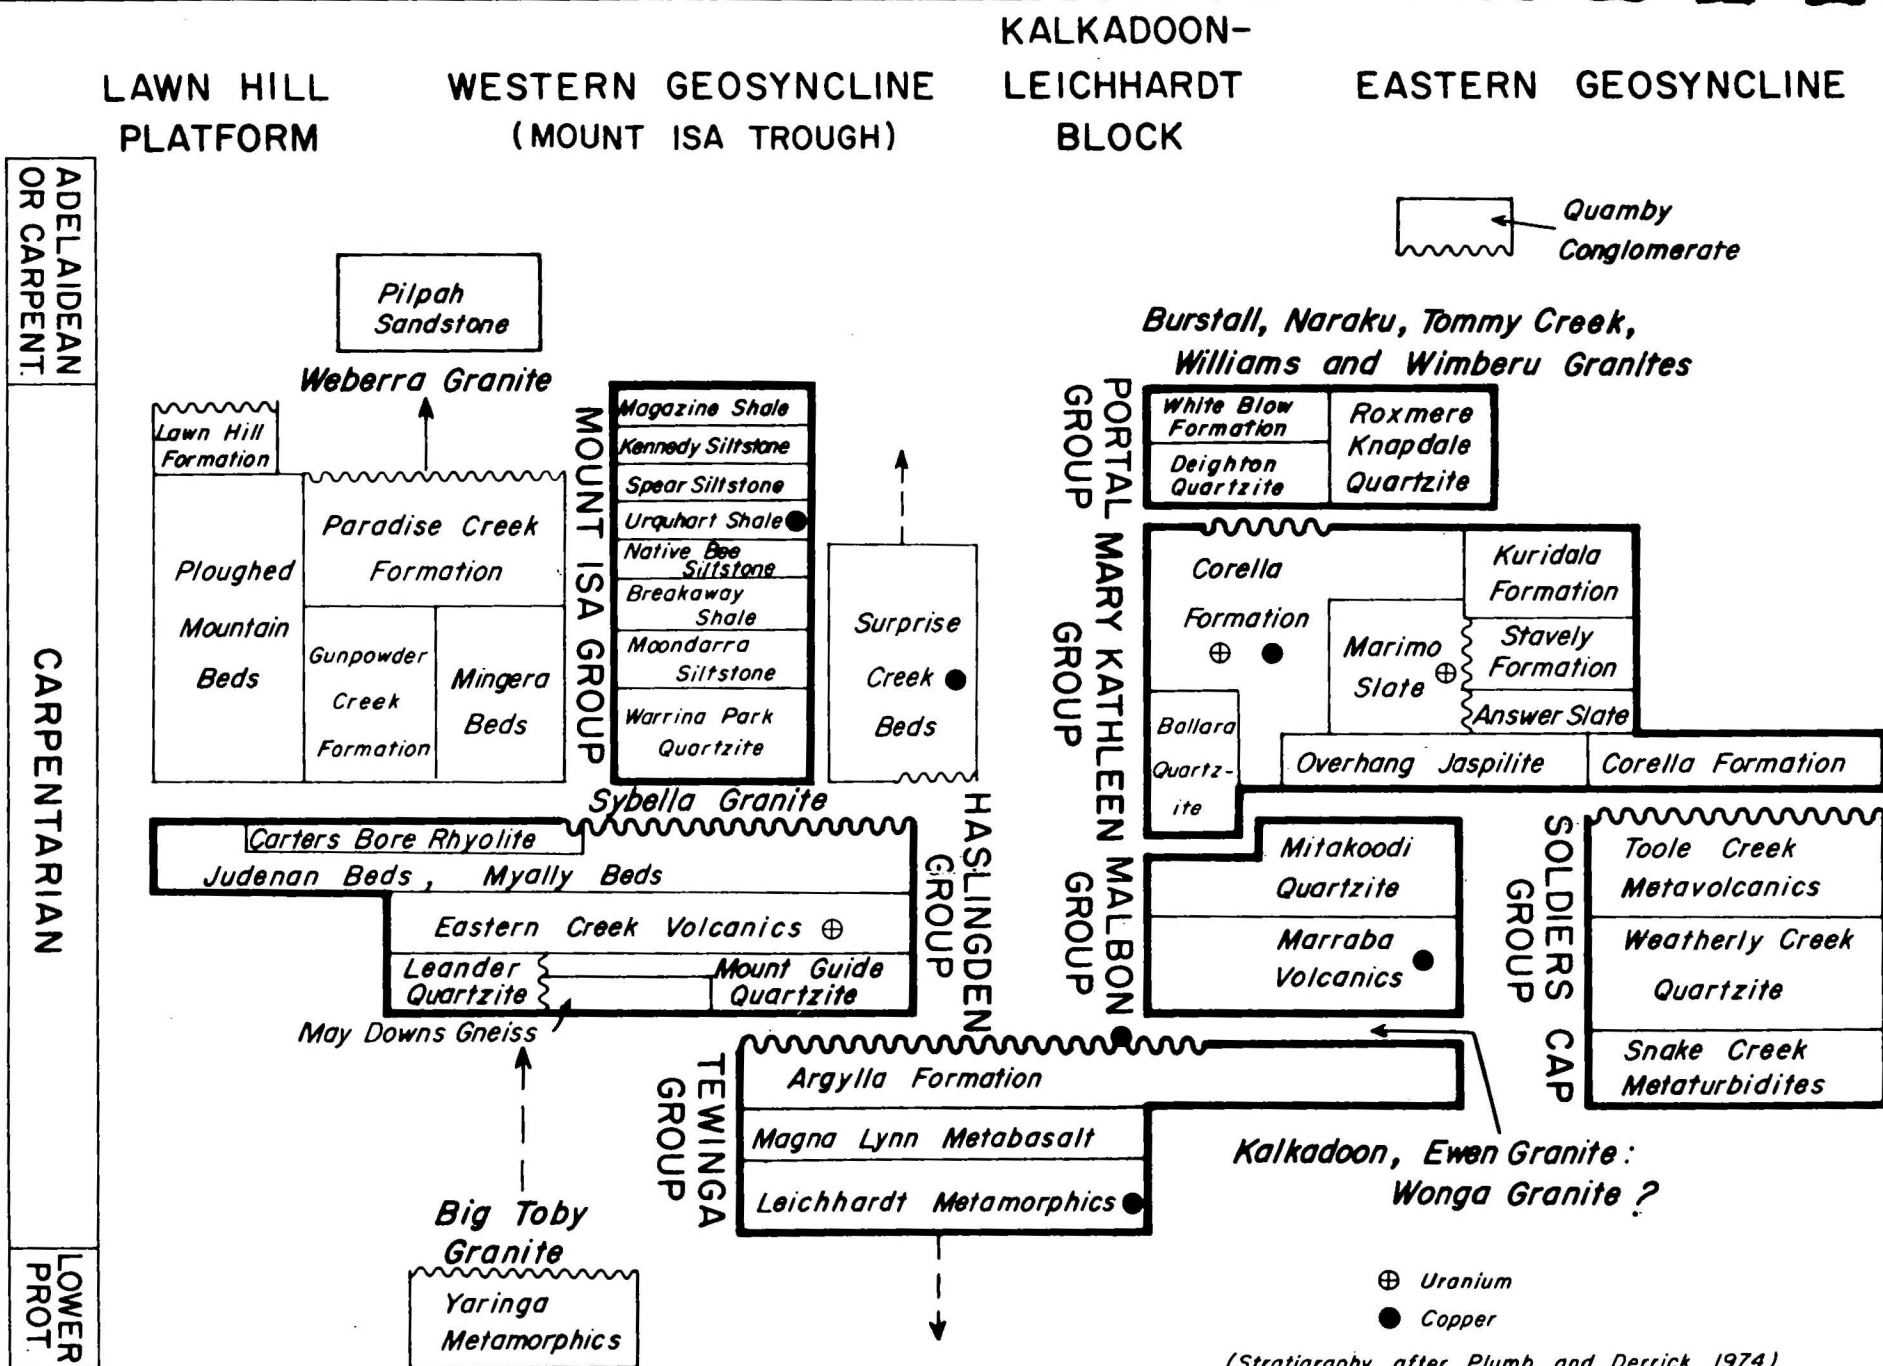 KALKADOON-
LAWN HILL
WESTERN GEOSYNCLINE
LEICHHARDT
EASTERN GEOSYNCLINE
PLATFORM
(MOUNT ISA TROUGH)
BLOCK
ADELAIDEAN
OR CARPENT.
CARPENTARIAN
LOWER
PROT.
Quamby
Conglomerate
Pilpah
Sandstone
Weberra Granite
Burstall, Naraku, Tommy Creek,
Williams and Wimberu Granites
Lawn Hill
Formation
Ploughed
Mountain
Beds
Paradise Creek
Formation
Gunpowder
Creek
Formation
Mingera
Beds
MOUNT ISA GROUP
Magazine Shale
Kennedy Siltstone
Spear Siltstone
Urquhart Shale
Native Bee
Siltstone
Breakaway
Shale
Moondarra
Siltstone
Warrina Park
Quartzite
Surprise
Creek
Beds
PORTAL
GROUP
White Blow
Formation
Deighton
Quartzite
Roxmere
Knapdale
Quartzite
MARY KATHLEEN
GROUP
Corella
Formation
Ballara
Quartz-
ite
Marimo
Slate
Kuridala
Formation
Stavely
Formation
Answer Slate
Overhang Jaspilite
Corella Formation
Sybella Granite
Carters Bore Rhyolite
Judenan Beds, Myally Beds
Eastern Creek Volcanics
Leander
Quartzite
Mount Guide
Quartzite
May Downs Gneiss
HASLINGDEN
GROUP
MALBON
GROUP
Mitakoodi
Quartzite
Marraba
Volcanics
SOLDIERS CAP
GROUP
Toole Creek
Metavolcanics
Weatherly Creek
Quartzite
Snake Creek
Metaturbidites
TEWINGA
GROUP
Argylla Formation
Magna Lynn Metabasalt
Leichhardt Metamorphics
Kalkadoon, Ewen Granite:
Wonga Granite?
Big Toby
Granite
Yaringa
Metamorphics
Uranium
Copper
(Stratigraphy after Plumb and Derrick 1974)